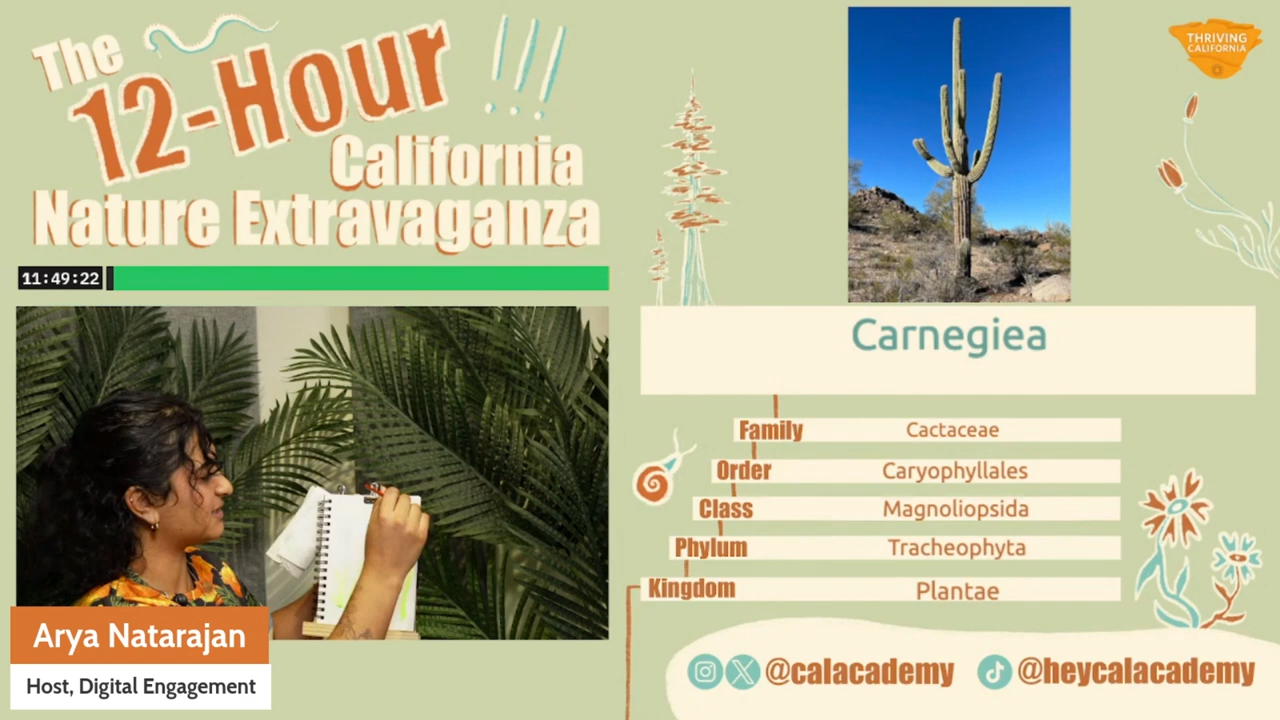 The
12-Hour!!!
California
Nature Extravaganza
11:49:22
Arya Natarajan
Host, Digital Engagement
THRIVING
CALIFORNIA
Carnegiea
Family Cactaceae
Order Caryophyllales
Class Magnoliopsida
Phylum Tracheophyta
Kingdom Plantae
@calacademy @heycalacademy